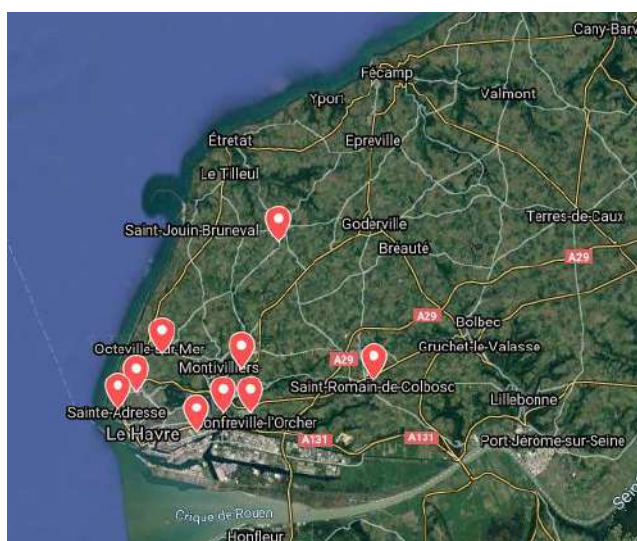 Cany-Barv
Fécamp
Yport
Valmont
Étretat
Epreville
Le Tilleul
Saint-Jouin-Bruneval
Goderville
Terres-de-Caux
Bréauté
A29
A29
Bolbec
Octeville-sur-Mer
Montivilliers
A29
Gruchet-le-Valasse
Saint-Romain-de-Colbosc
Lillebonne
Sainte-Adresse
onfreville-l'Orcher
Le Havre
A131
A131
Port-Jérôme-sur-Seine
Sein
Crique de Rouen
Honfleur